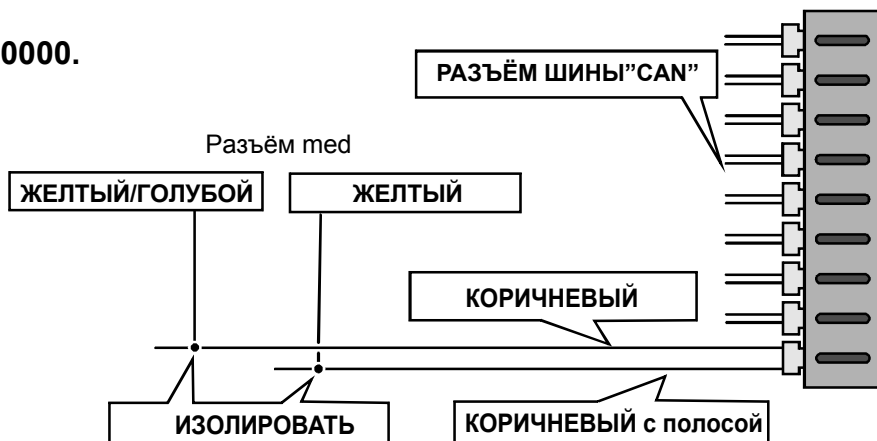 0000.
РАЗЪЁМ ШИНЫ”CAN”
Разъём med
ЖЕЛТЫЙ/ГОЛУБОЙ
ЖЕЛТЫЙ
КОРИЧНЕВЫЙ
ИЗОЛИРОВАТЬ
КОРИЧНЕВЫЙ с полосой